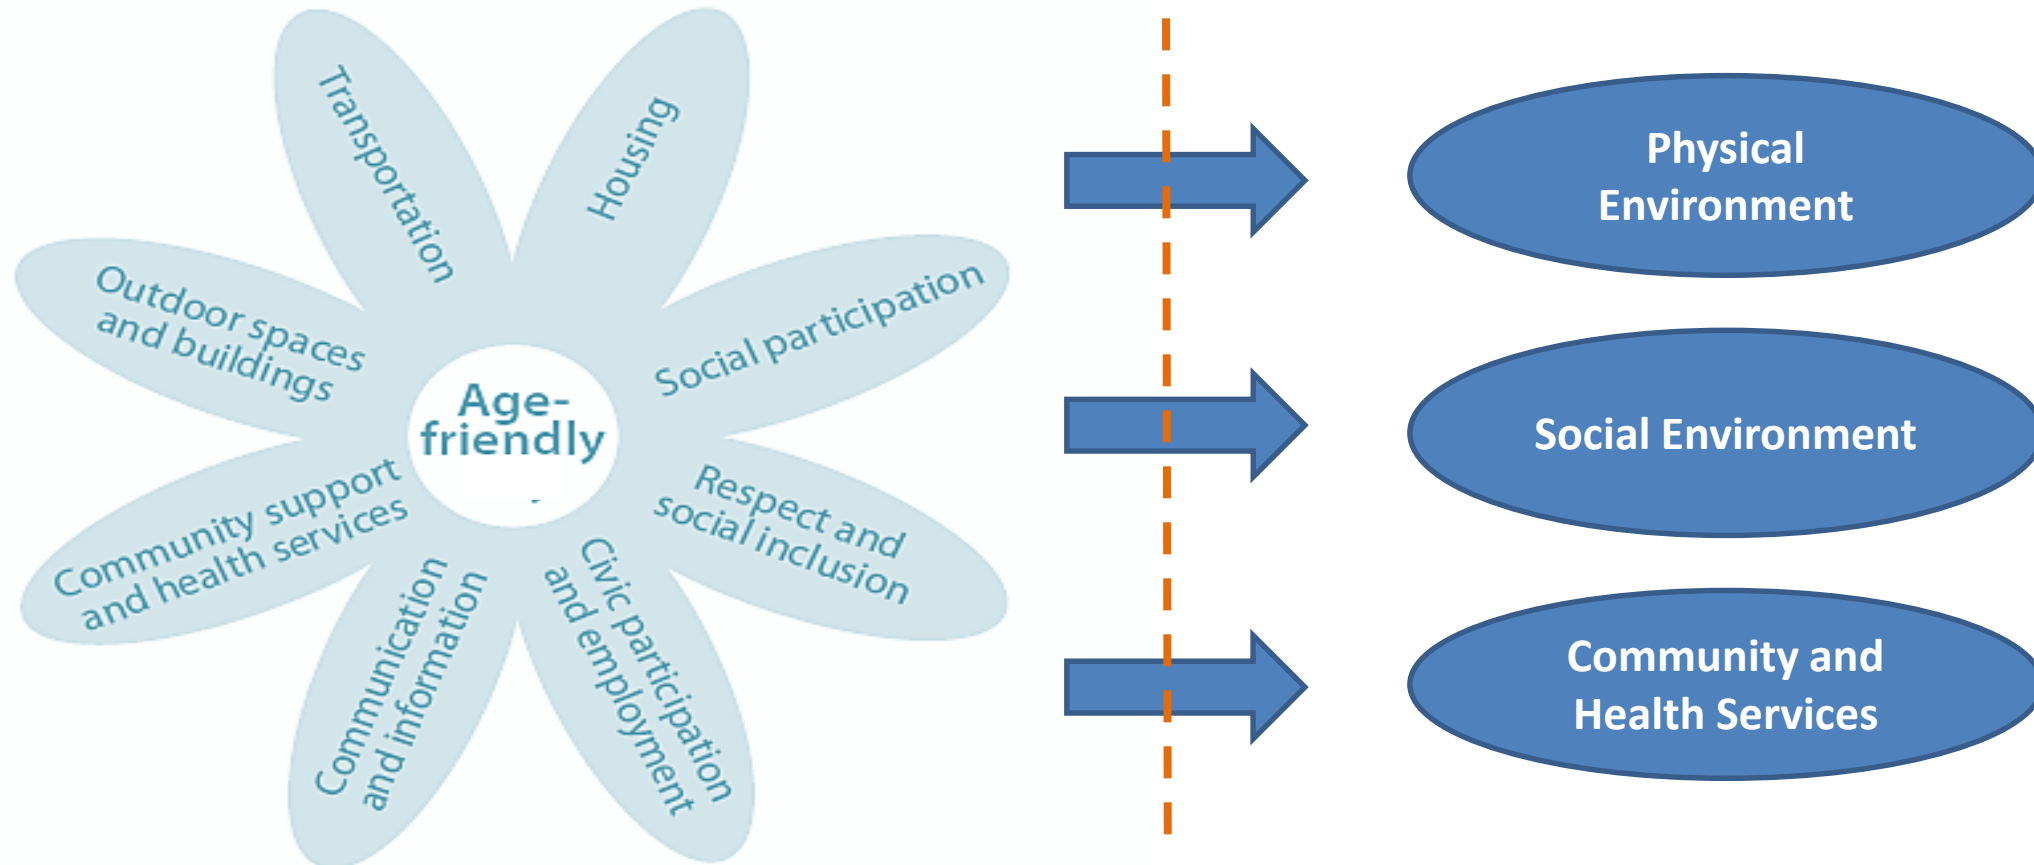 Transportation
Housing
Outdoor spaces
and buildings
Social participation
Age-
friendly
Community support
and health services
Respect and
social inclusion
Communication
and information
Civic participation
and employment
Physical
Environment
Social Environment
Community and
Health Services